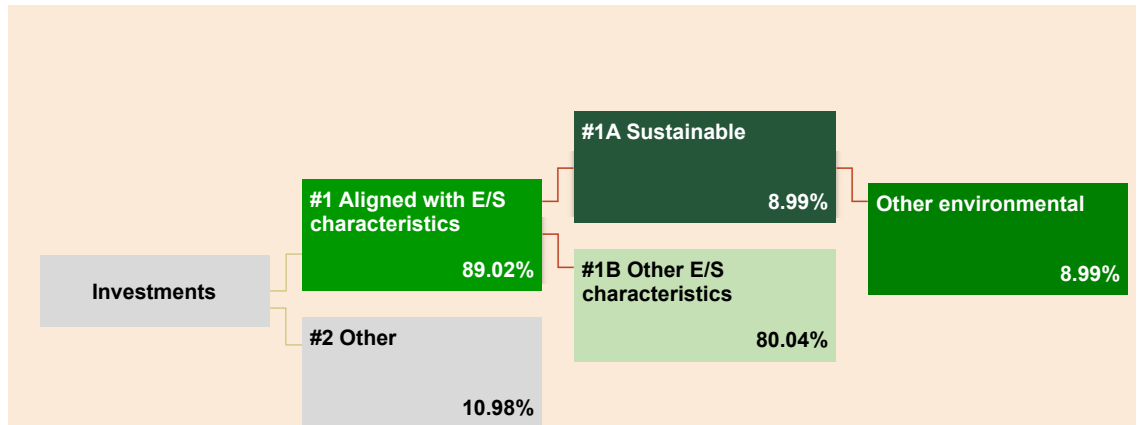 Investments
#1 Aligned with E/S
characteristics
89.02%
#2 Other
10.98%
#1A Sustainable
8.99%
#1B Other E/S
characteristics
80.04%
Other environmental
8.99%